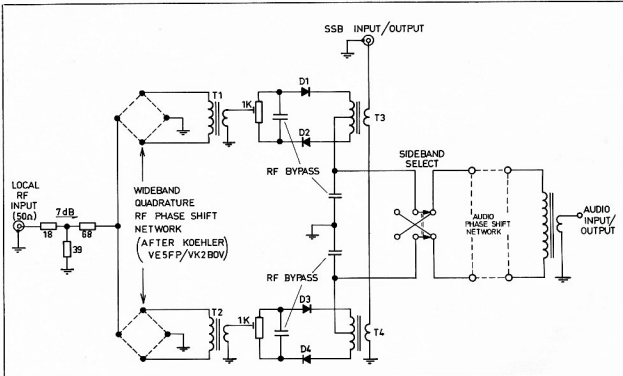 SSB INPUT/OUTPUT
T1
1K
D1
D2
T3
RF BYPASS
SIDEBAND
SELECT
LOCAL
RF
INPUT
(50Ω)
7dB
18
68
39
WIDEBAND
QUADRATURE
RF PHASE SHIFT
NETWORK
(AFTER KOEHLER)
VE5FP/VK2BOV
AUDIO
PHASE SHIFT
NETWORK
AUDIO
INPUT/
OUTPUT
RF BYPASS
T2
1K
D3
D4
T4